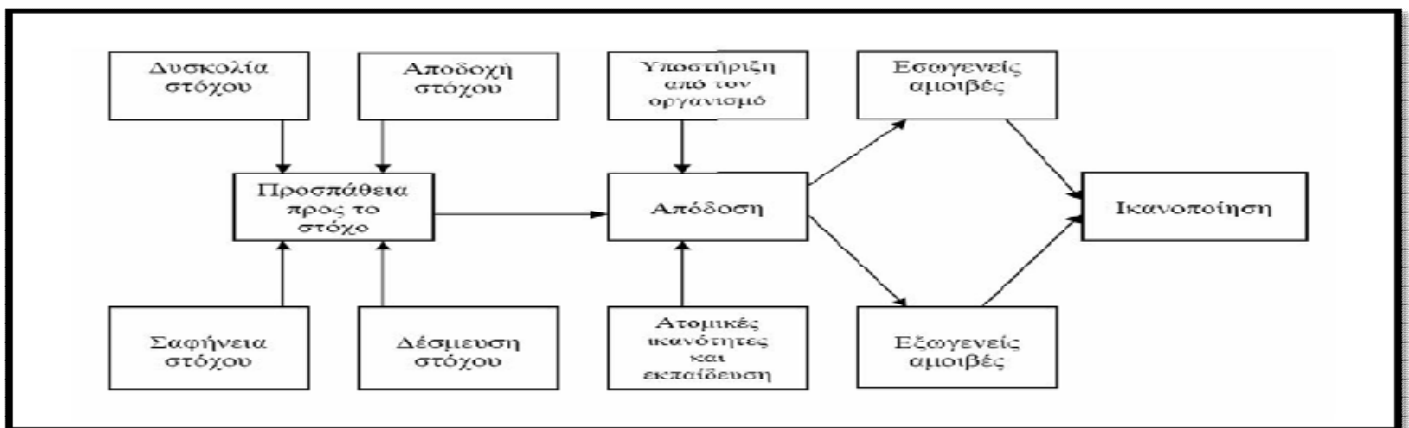 Δυσκολία
στόχου
Αποδοχή
στόχου
Υποστήριξη
από τον
οργανισμό
Εσωγενείς
αμοιβές
Προσπάθεια
προς το
στόχο
Απόδοση
Ικανοποίηση
Σαφήνεια
στόχου
Δέσμευση
στόχου
Ατομικές
ικανότητες
και
εκπαίδευση
Εξωγενείς
αμοιβές